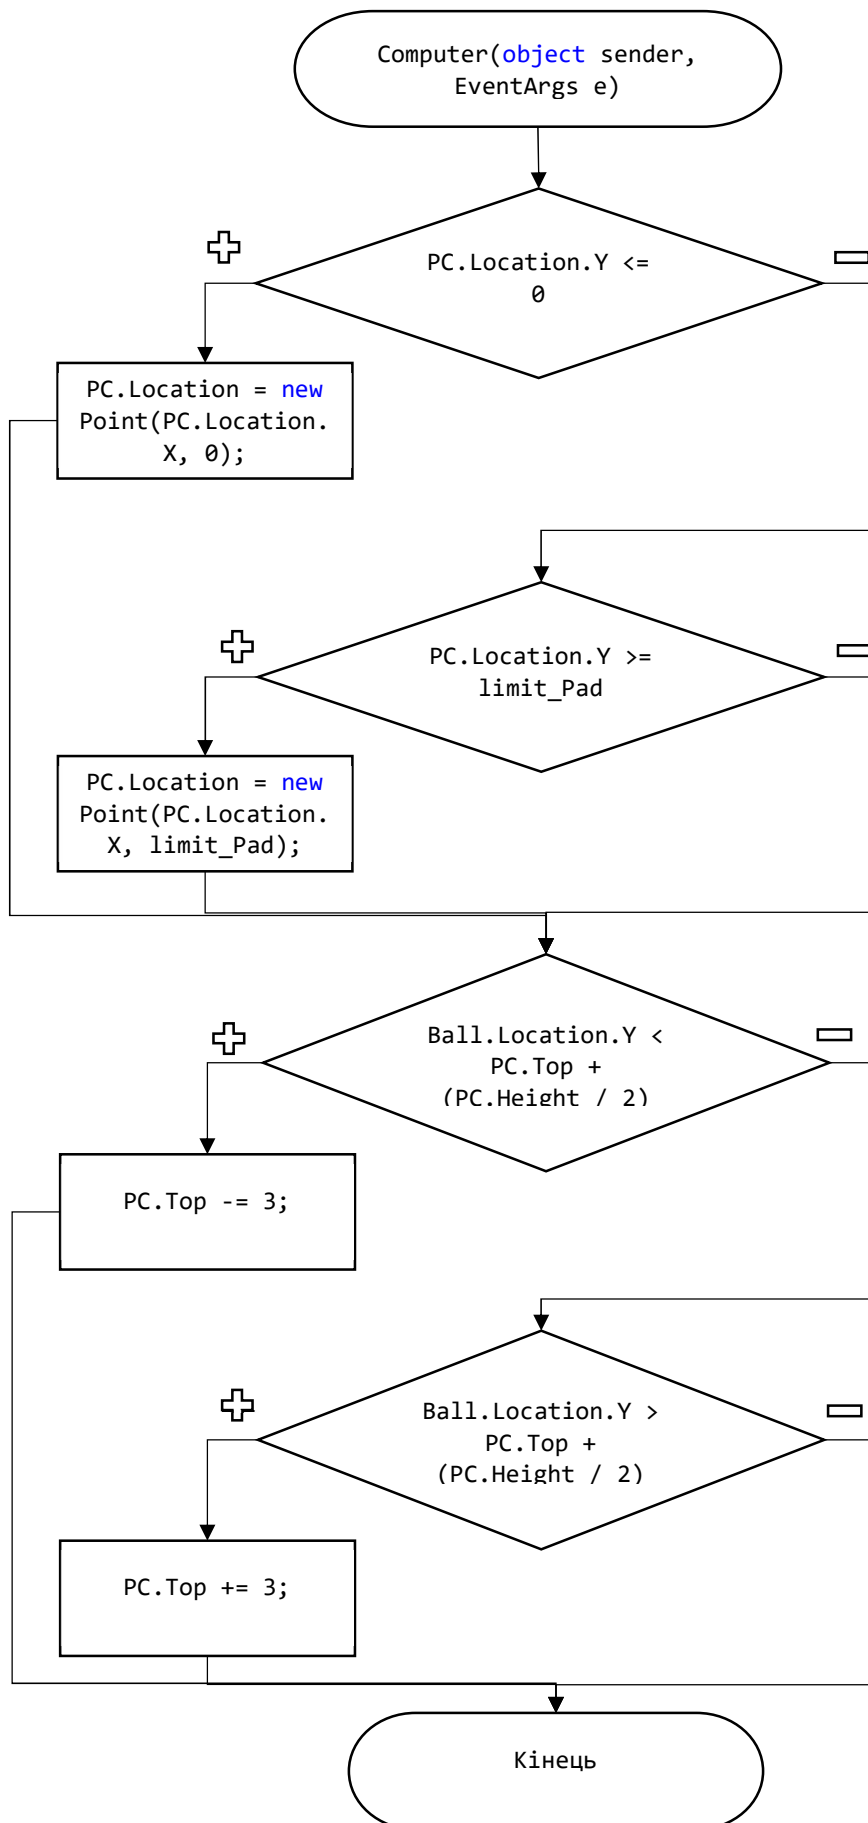 Computer(object sender,
EventArgs e)
PC.Location.Y <=
0
PC.Location = new
Point(PC.Location.
X, 0);
PC.Location.Y >=
limit_Pad
PC.Location = new
Point(PC.Location.
X, limit_Pad);
Ball.Location.Y <
PC.Top +
(PC.Height / 2)
PC.Top -= 3;
Ball.Location.Y >
PC.Top +
(PC.Height / 2)
PC.Top += 3;
Кінець